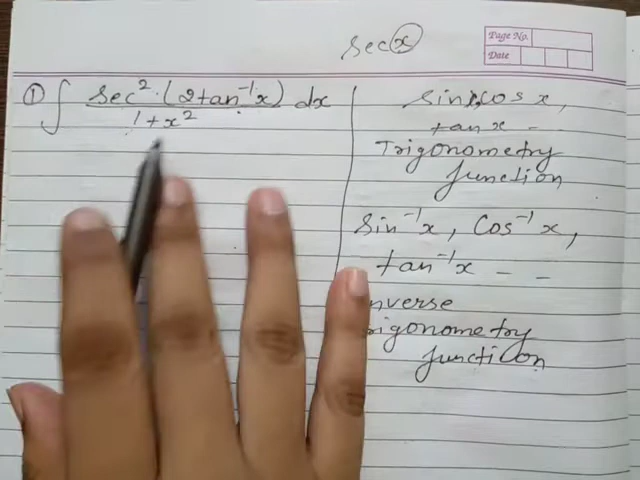 sec x
Page No.
Date
① ∫ sec² · (2tan⁻¹x) dx
1 + x²
sin x, cos x,
tan x - -
Trigonometry
function
sin⁻¹x, Cos⁻¹x,
tan⁻¹x - -
nverse
rigonometry
function